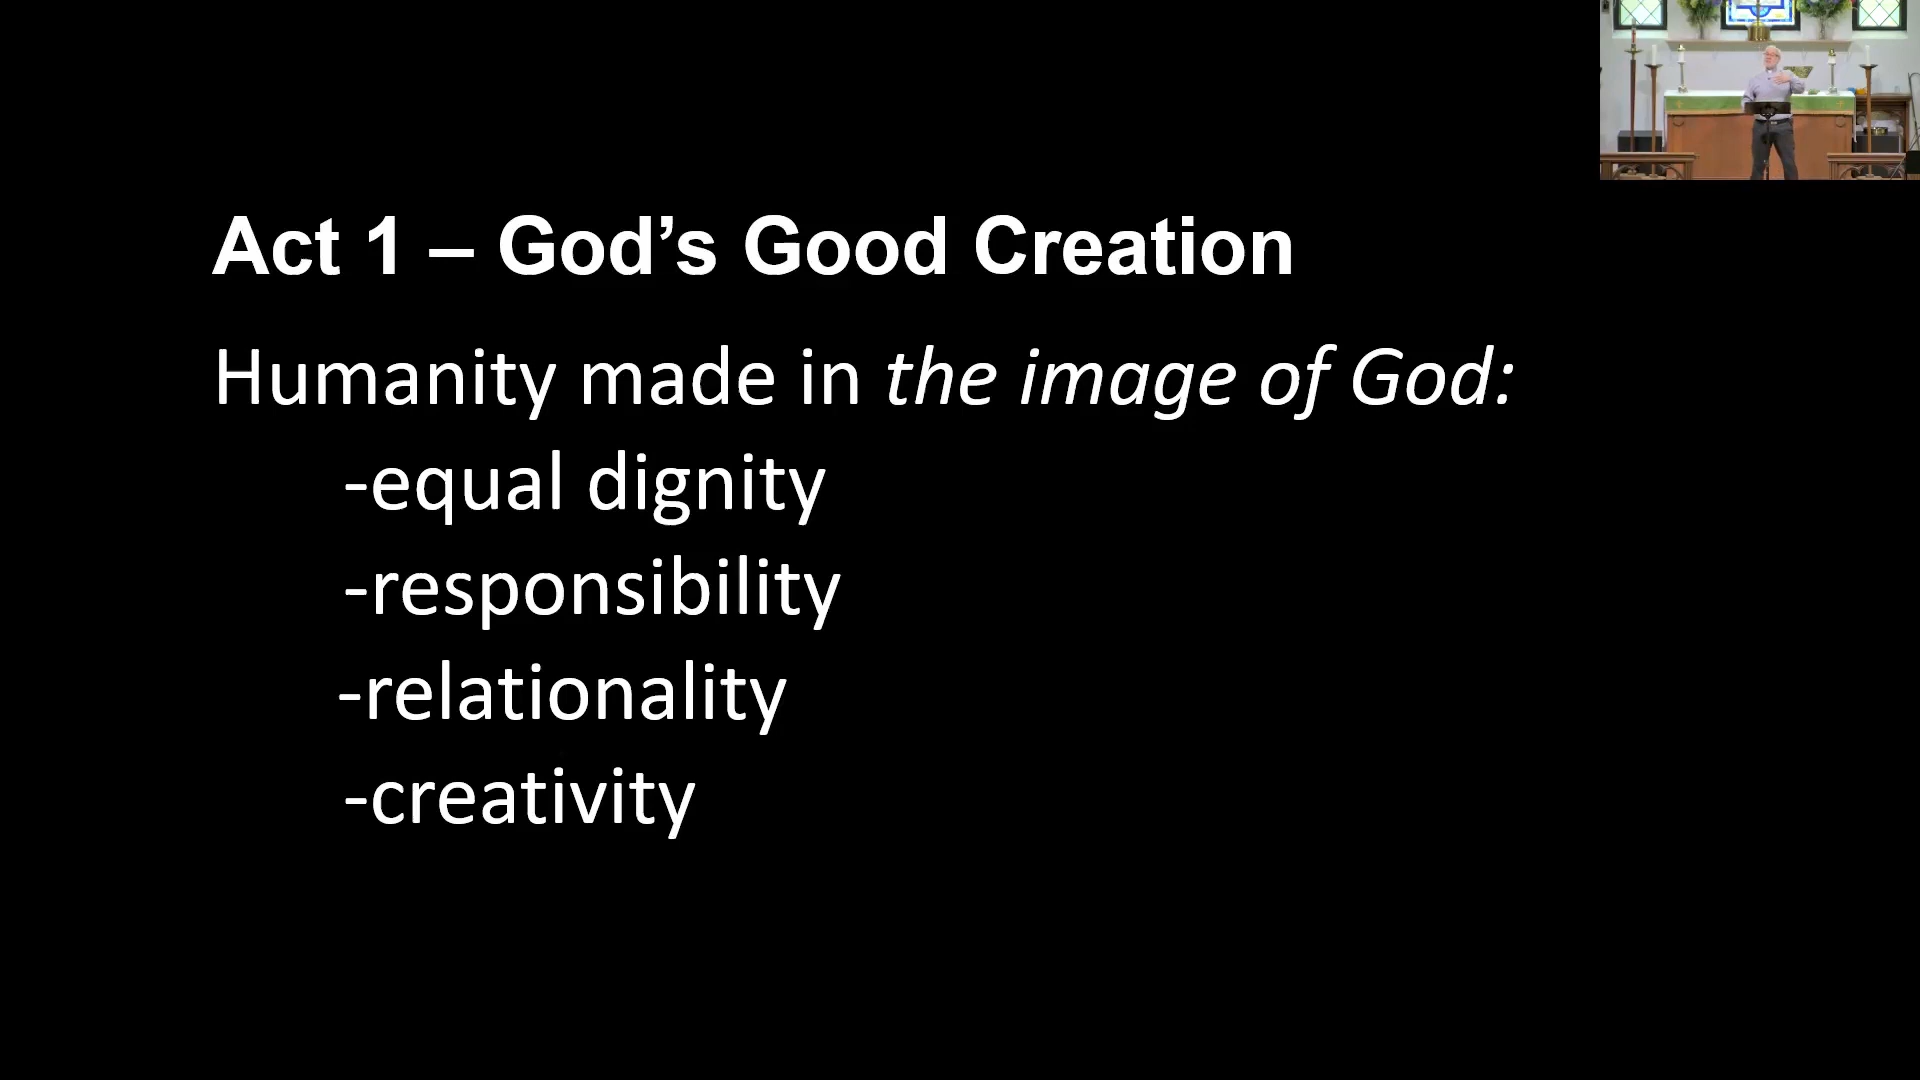 Act 1 – God’s Good Creation
Humanity made in the image of God:
-equal dignity
-responsibility
-relationality
-creativity